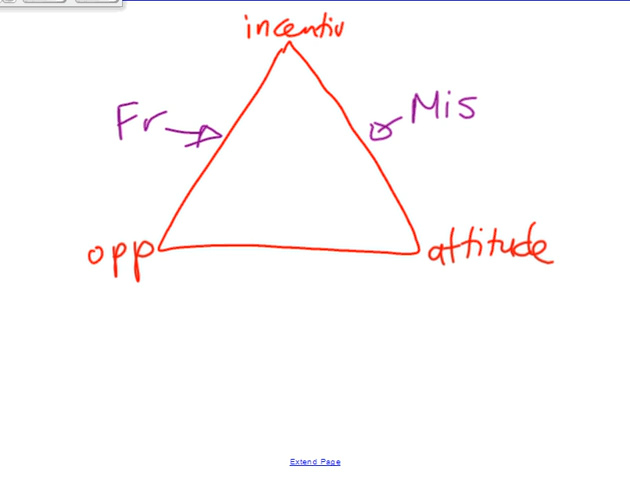 incentiv
Fr
Mis
opp
attitude
Extend Page